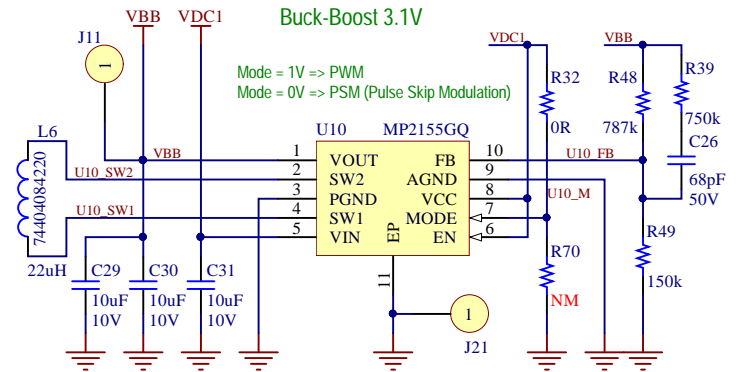 Buck-Boost 3.1V
VBB
VDC1
J11
1
Mode = 1V => PWM
Mode = 0V => PSM (Pulse Skip Modulation)
VDC1
VBB
R32
0R
R48
787k
R39
750k
C26
68pF
50V
L6
74404084220
22uH
U10
MP2155GQ
VBB
U10_SW2
U10_SW1
1
VOUT
2
SW2
3
PGND
4
SW1
5
VIN
FB
10
AGND
9
VCC
8
MODE
7
EN
6
EP
11
U10_FB
U10_M
R70
NM
R49
150k
C29
10uF
10V
C30
10uF
10V
C31
10uF
10V
1
J21